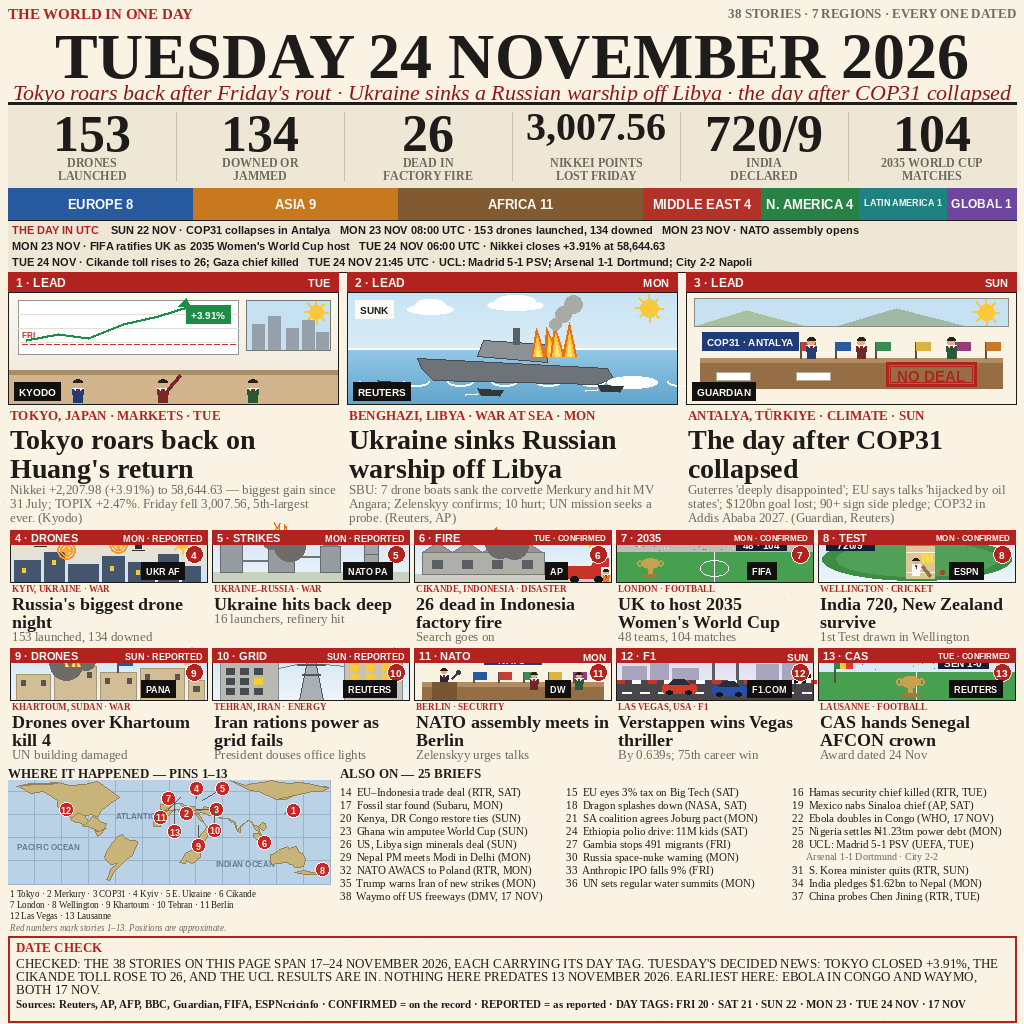 THE WORLD IN ONE DAY
38 STORIES · 7 REGIONS · EVERY ONE DATED
TUESDAY 24 NOVEMBER 2026
Tokyo roars back after Friday's rout · Ukraine sinks a Russian warship off Libya · the day after COP31 collapsed
153
DRONES
LAUNCHED
134
DOWNED OR
JAMMED
26
DEAD IN
FACTORY FIRE
3,007.56
NIKKEI POINTS
LOST FRIDAY
720/9
INDIA
DECLARED
104
2035 WORLD CUP
MATCHES
EUROPE 8
ASIA 9
AFRICA 11
MIDDLE EAST 4
N. AMERICA 4
LATIN AMERICA 1
GLOBAL 1
THE DAY IN UTC SUN 22 NOV · COP31 collapses in Antalya MON 23 NOV 08:00 UTC · 153 drones launched, 134 downed MON 23 NOV · NATO assembly opens
MON 23 NOV · FIFA ratifies UK as 2035 Women's World Cup host TUE 24 NOV 06:00 UTC · Nikkei closes +3.91% at 58,644.63
TUE 24 NOV · Cikande toll rises to 26; Gaza chief killed TUE 24 NOV 21:45 UTC · UCL: Madrid 5-1 PSV; Arsenal 1-1 Dortmund; City 2-2 Napoli
1 · LEAD TUE
FRI
+3.91%
KYODO
TOKYO, JAPAN · MARKETS · TUE
Tokyo roars back on
Huang's return
Nikkei +2,207.98 (+3.91%) to 58,644.63 — biggest gain since
31 July; TOPIX +2.47%. Friday fell 3,007.56, 5th-largest
ever. (Kyodo)
2 · LEAD MON
SUNK
REUTERS
BENGHAZI, LIBYA · WAR AT SEA · MON
Ukraine sinks Russian
warship off Libya
SBU: 7 drone boats sank the corvette Merkury and hit MV
Angara; Zelenskyy confirms; 10 hurt; UN mission seeks a
probe. (Reuters, AP)
3 · LEAD SUN
COP31 · ANTALYA
NO DEAL
GUARDIAN
ANTALYA, TÜRKIYE · CLIMATE · SUN
The day after COP31
collapsed
Guterres 'deeply disappointed'; EU says talks 'hijacked by oil
states'; $120bn goal lost; 90+ sign side pledge; COP32 in
Addis Ababa 2027. (Guardian, Reuters)
4 · DRONES MON · REPORTED
4
UKR AF
KYIV, UKRAINE · WAR
Russia's biggest drone
night
153 launched, 134 downed
5 · STRIKES MON · REPORTED
5
NATO PA
UKRAINE–RUSSIA · WAR
Ukraine hits back deep
16 launchers, refinery hit
6 · FIRE TUE · CONFIRMED
6
AP
CIKANDE, INDONESIA · DISASTER
26 dead in Indonesia
factory fire
Search goes on
7 · 2035 MON · CONFIRMED
48 · 104
7
FIFA
LONDON · FOOTBALL
UK to host 2035
Women's World Cup
48 teams, 104 matches
8 · TEST MON · CONFIRMED
720/9
8
ESPN
WELLINGTON · CRICKET
India 720, New Zealand
survive
1st Test drawn in Wellington
9 · DRONES SUN · REPORTED
9
PANA
KHARTOUM, SUDAN · WAR
Drones over Khartoum
kill 4
UN building damaged
10 · GRID SUN · REPORTED
10
REUTERS
TEHRAN, IRAN · ENERGY
Iran rations power as
grid fails
President douses office lights
11 · NATO MON
11
DW
BERLIN · SECURITY
NATO assembly meets in
Berlin
Zelenskyy urges talks
12 · F1 SUN
12
F1.COM
LAS VEGAS, USA · F1
Verstappen wins Vegas
thriller
By 0.639s; 75th career win
13 · CAS TUE · CONFIRMED
SEN 1-0
13
REUTERS
LAUSANNE · FOOTBALL
CAS hands Senegal
AFCON crown
Award dated 24 Nov
WHERE IT HAPPENED — PINS 1–13
4
5
7
12
11
2
3
1
13
10
9
6
8
PACIFIC OCEAN
INDIAN OCEAN
1 Tokyo · 2 Merkury · 3 COP31 · 4 Kyiv · 5 E. Ukraine · 6 Cikande
7 London · 8 Wellington · 9 Khartoum · 10 Tehran · 11 Berlin
12 Las Vegas · 13 Lausanne
Red numbers mark stories 1–13. Positions are approximate.
ALSO ON — 25 BRIEFS
14 EU–Indonesia trade deal (RTR, SAT)
15 EU eyes 3% tax on Big Tech (SAT)
16 Hamas security chief killed (RTR, TUE)
17 Fossil star found (Subaru, MON)
18 Dragon splashes down (NASA, SAT)
19 Mexico nabs Sinaloa chief (AP, SAT)
20 Kenya, DR Congo restore ties (SUN)
21 SA coalition agrees Joburg pact (MON)
22 Ebola doubles in Congo (WHO, 17 NOV)
23 Ghana win amputee World Cup (SUN)
24 Ethiopia polio drive: 11M kids (SAT)
25 Nigeria settles ₦1.23tm power debt (MON)
26 US, Libya sign minerals deal (SUN)
27 Gambia stops 491 migrants (FRI)
28 UCL: Madrid 5-1 PSV (UEFA, TUE)
Arsenal 1-1 Dortmund · City 2-2
29 Nepal PM meets Modi in Delhi (MON)
30 Russia space-nuke warning (MON)
31 S. Korea minister quits (RTR, SUN)
32 NATO AWACS to Poland (RTR, MON)
33 Anthropic IPO falls 9% (FRI)
34 India pledges $1.62bn to Nepal (MON)
35 Trump warns Iran of new strikes (MON)
36 UN sets regular water summits (MON)
37 China probes Chen Jining (RTR, TUE)
38 Waymo off US freeways (DMV, 17 NOV)
DATE CHECK
CHECKED: THE 38 STORIES ON THIS PAGE SPAN 17–24 NOVEMBER 2026, EACH CARRYING ITS DAY TAG. TUESDAY'S DECIDED NEWS: TOKYO CLOSED +3.91%, THE
CIKANDE TOLL ROSE TO 26, AND THE UCL RESULTS ARE IN. NOTHING HERE PREDATES 13 NOVEMBER 2026. EARLIEST HERE: EBOLA IN CONGO AND WAYMO,
BOTH 17 NOV.
Sources: Reuters, AP, AFP, BBC, Guardian, FIFA, ESPNcricinfo · CONFIRMED = on the record · REPORTED = as reported · DAY TAGS: FRI 20 · SAT 21 · SUN 22 · MON 23 · TUE 24 NOV · 17 NOV